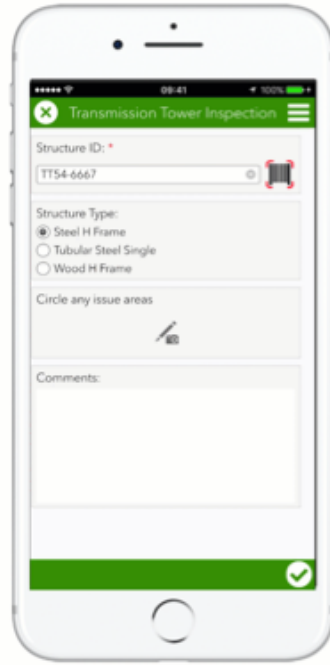 09:41
100%
Transmission Tower Inspection
Structure ID: *
TT54-6667
Structure Type:
Steel H Frame
Tubular Steel Single
Wood H Frame
Circle any issue areas
Comments: